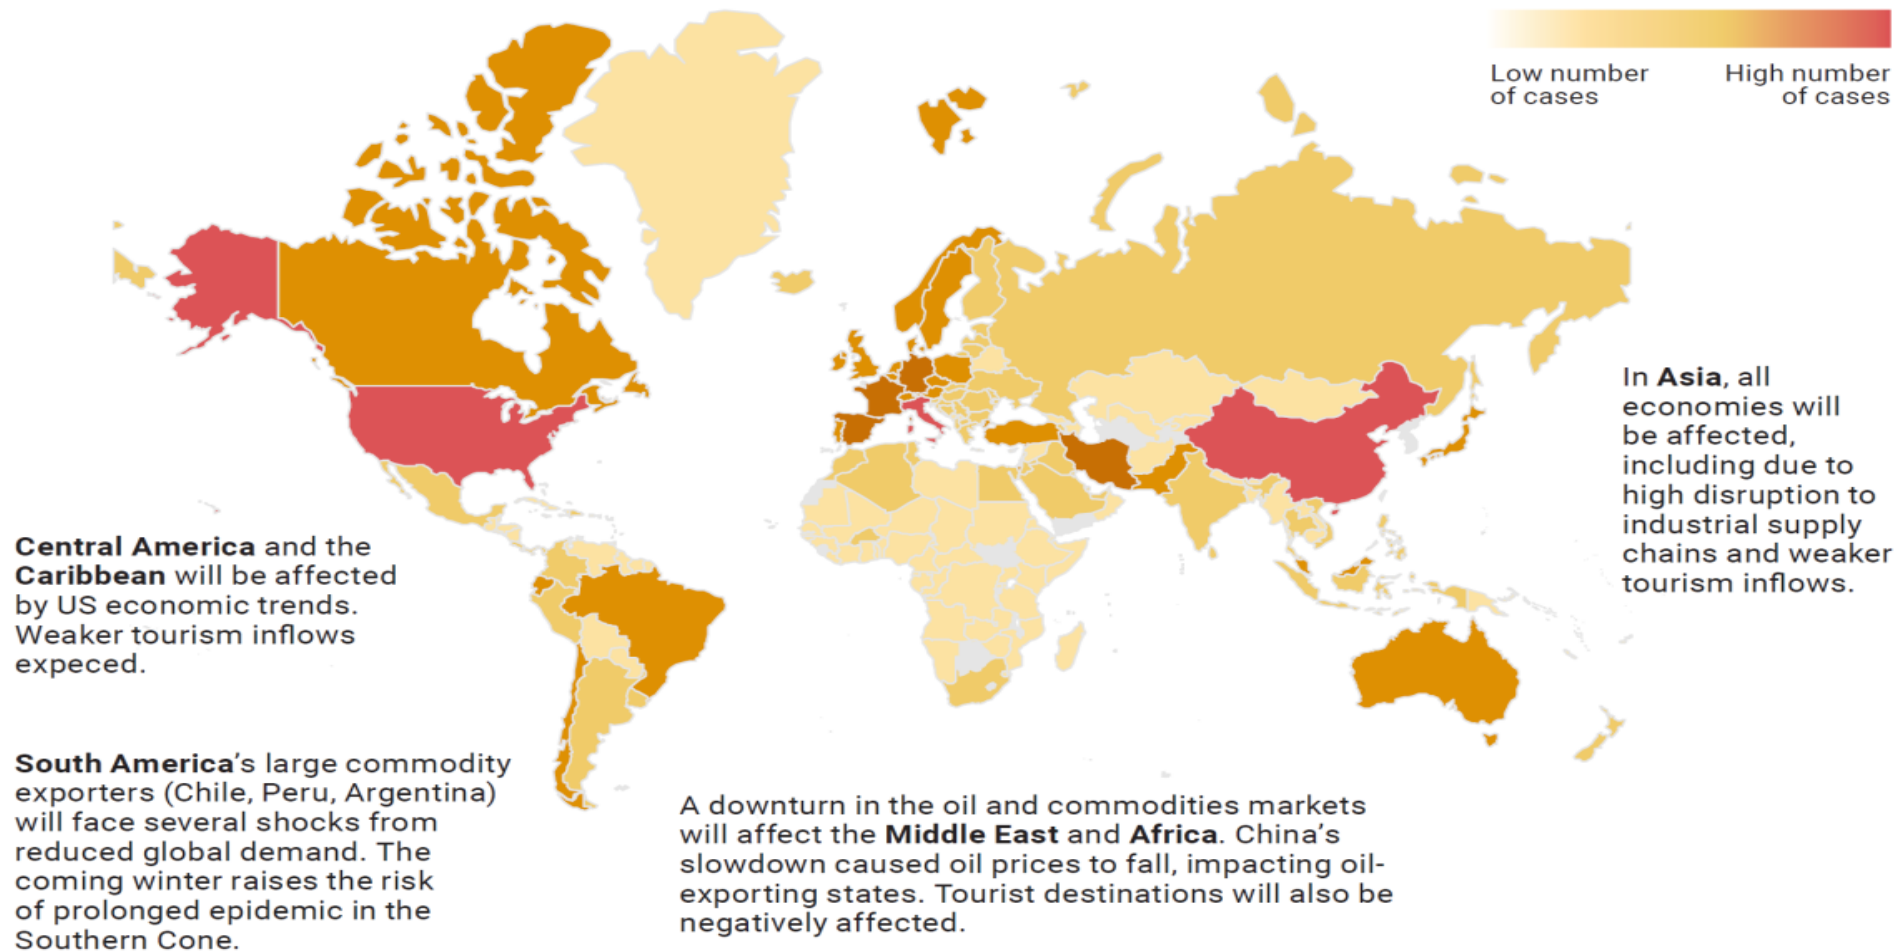 Low number
of cases
High number
of cases
In Asia, all
economies will
be affected,
including due to
high disruption to
industrial supply
chains and weaker
tourism inflows.
Central America and the
Caribbean will be affected
by US economic trends.
Weaker tourism inflows
expeced.
South America's large commodity
exporters (Chile, Peru, Argentina)
will face several shocks from
reduced global demand. The
coming winter raises the risk
of prolonged epidemic in the
Southern Cone.
A downturn in the oil and commodities markets
will affect the Middle East and Africa. China's
slowdown caused oil prices to fall, impacting oil-
exporting states. Tourist destinations will also be
negatively affected.